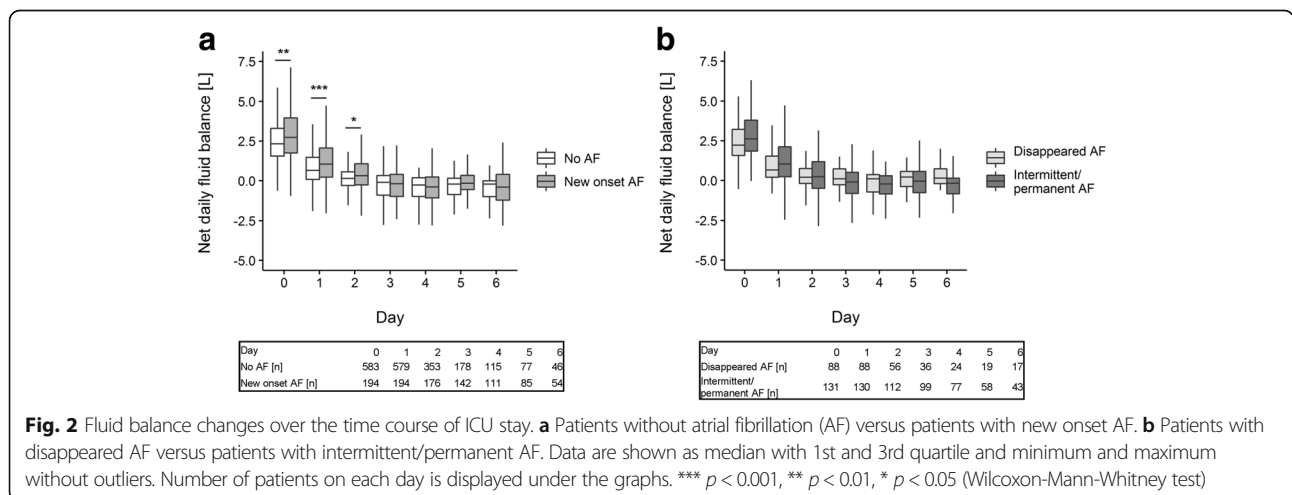 a
Net daily fluid balance [L]
7.5
5.0
2.5
0.0
-2.5
-5.0
**
***
*
0 1 2 3 4 5 6
Day
No AF
New onset AF
Day 0 1 2 3 4 5 6
No AF [n] 583 579 353 178 115 77 46
New onset AF [n] 194 194 176 142 111 85 54
b
Net daily fluid balance [L]
7.5
5.0
2.5
0.0
-2.5
-5.0
0 1 2 3 4 5 6
Day
Disappeared AF
Intermittent/
permanent AF
Day 0 1 2 3 4 5 6
Disappeared AF [n] 88 88 56 36 24 19 17
Intermittent/
permanent AF [n] 131 130 112 99 77 58 43
Fig. 2 Fluid balance changes over the time course of ICU stay. a Patients without atrial fibrillation (AF) versus patients with new onset AF. b Patients with
disappeared AF versus patients with intermittent/permanent AF. Data are shown as median with 1st and 3rd quartile and minimum and maximum
without outliers. Number of patients on each day is displayed under the graphs. *** p < 0.001, ** p < 0.01, * p < 0.05 (Wilcoxon-Mann-Whitney test)